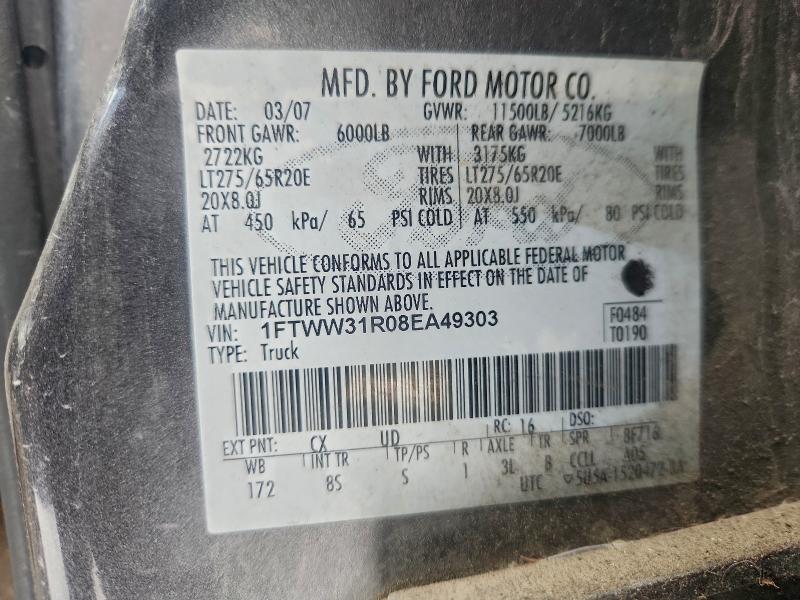 MFD. BY FORD MOTOR CO.
DATE: 03/07 GVWR: 11500LB/ 5216KG
FRONT GAWR: 6000LB REAR GAWR: 7000LB
2722KG WITH 3175KG WITH
LT275/65R20E TIRES LT275/65R20E TIRES
20X8.0J RIMS 20X8.0J RIMS
AT 450 kPa/ 65 PSI COLD AT 550 kPa/ 80 PSI COLD
THIS VEHICLE CONFORMS TO ALL APPLICABLE FEDERAL MOTOR
VEHICLE SAFETY STANDARDS IN EFFECT ON THE DATE OF
MANUFACTURE SHOWN ABOVE.
VIN: 1FTWW31R08EA49303 F0484
TYPE: Truck T0190
EXT PNT: CX UD RC: 16 DSO:
WB INT TR TP/PS R AXLE TR SPR 8F716
172 8S S 1 3L B CCLL AOS
UTC